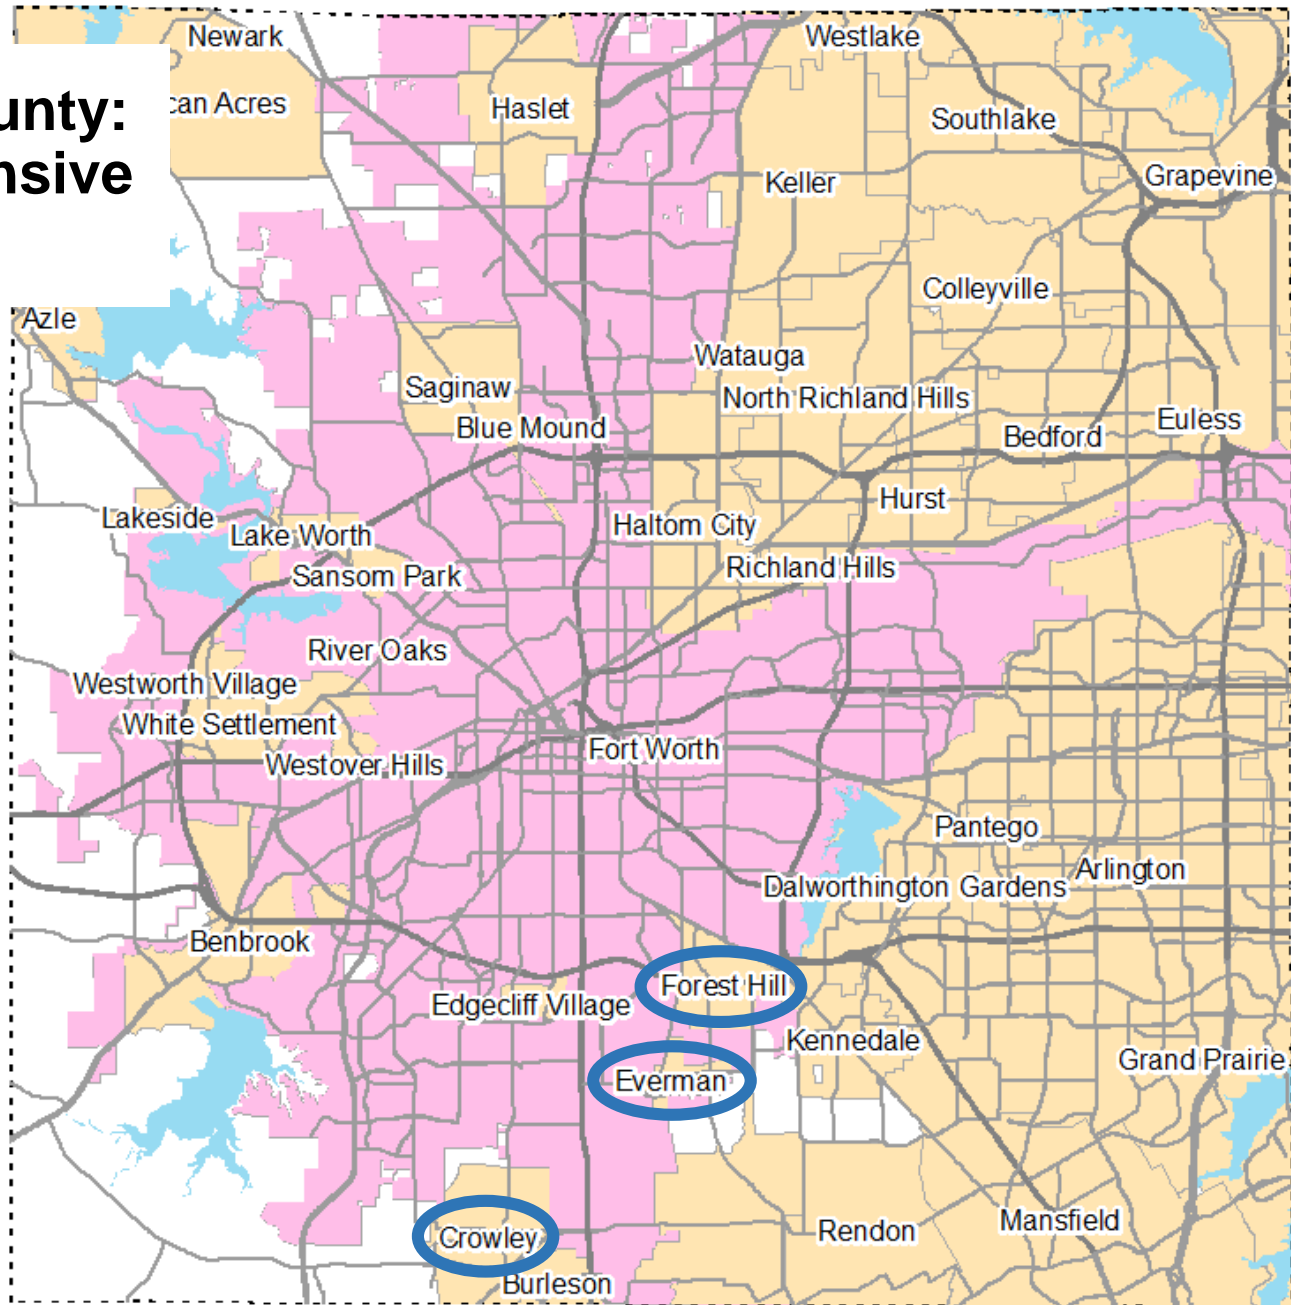 Newark
Westlake
unty:
can Acres
Haslet
Southlake
nsive
Keller
Grapevine
Colleyville
Azle
Watauga
Saginaw
North Richland Hills
Blue Mound
Bedford
Euless
Hurst
Lakeside
Lake Worth
Haltom City
Sansom Park
Richland Hills
River Oaks
Westworth Village
White Settlement
Fort Worth
Westover Hills
Pantego
Arlington
Dalworthington Gardens
Benbrook
Forest Hill
Edgecliff Village
Kennedale
Grand Prairie
Everman
Mansfield
Rendon
Crowley
Burleson